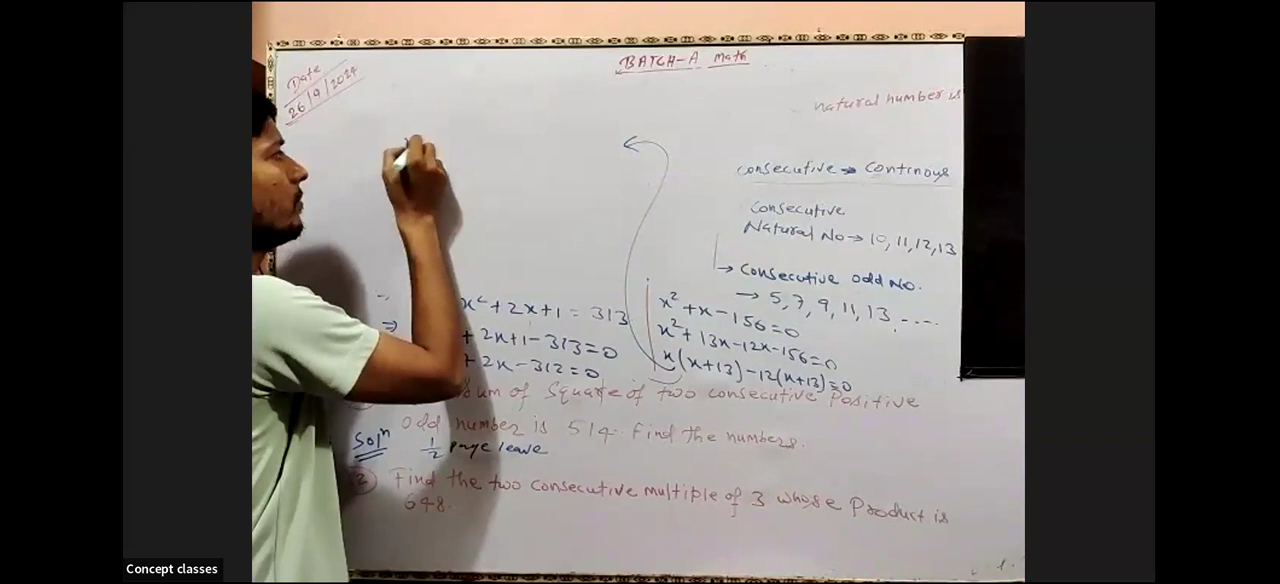 BATCH-A Math
Date
26/9/2024
natural number is
consecutive → Continous
Consecutive
Natural No → 10, 11, 12, 13
→ Consecutive odd No.
→ 5, 7, 9, 11, 13, ....
x² + 2x + 1 = 313
⇒ + 2x + 1 - 313 = 0
+ 2x - 312 = 0
x² + x - 156 = 0
x² + 13x - 12x - 156 = 0
x(x+13) - 12(x+13) = 0
Sum of Square of two consecutive Positive
odd number is 514. Find the numbers.
Solⁿ 1/2 page leave
2 Find the two consecutive multiple of 3 whose Product is
648.
Concept classes